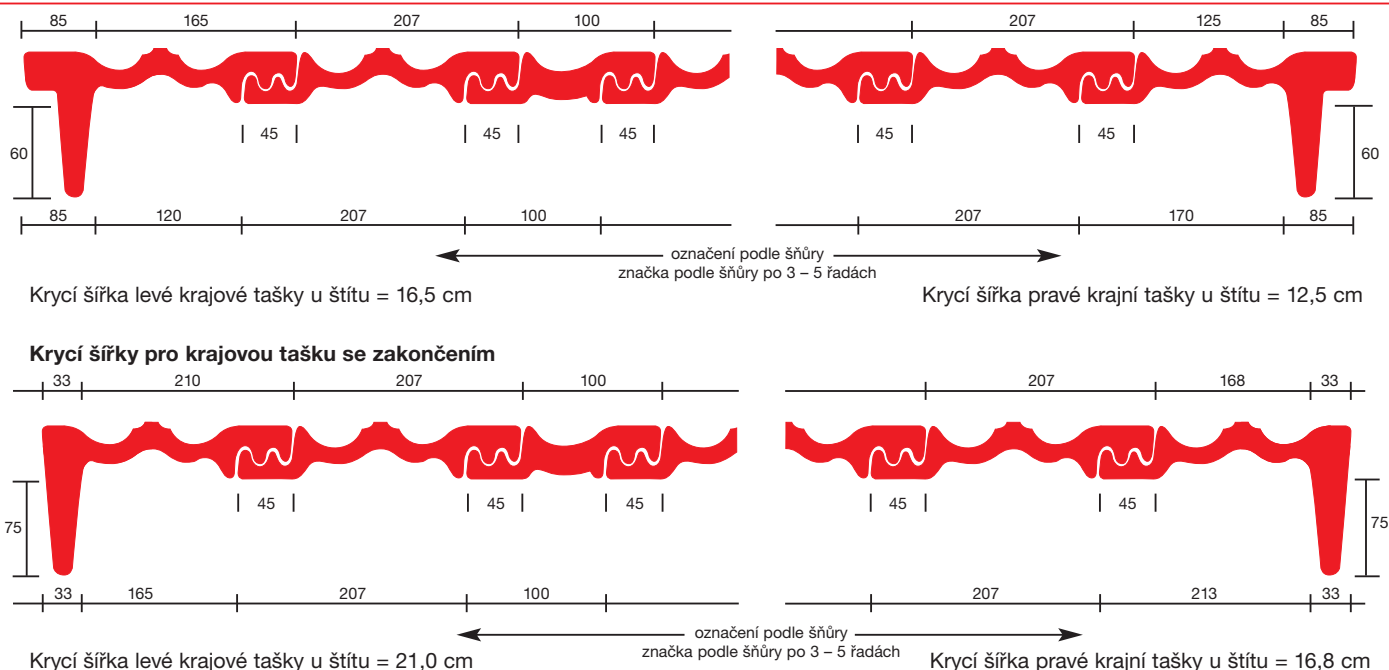 85 165 207 100 207 125 85
45 45 45 45 45
60 60
85 120 207 100 207 170 85
označení podle šňůry
značka podle šňůry po 3 – 5 řadách
Krycí šířka levé krajové tašky u štítu = 16,5 cm
Krycí šířka pravé krajní tašky u štítu = 12,5 cm
Krycí šířky pro krajovou tašku se zakončením
33 210 207 100 207 168 33
45 45 45 45 45
75 75
33 165 207 100 207 213 33
označení podle šňůry
značka podle šňůry po 3 – 5 řadách
Krycí šířka levé krajové tašky u štítu = 21,0 cm
Krycí šířka pravé krajní tašky u štítu = 16,8 cm